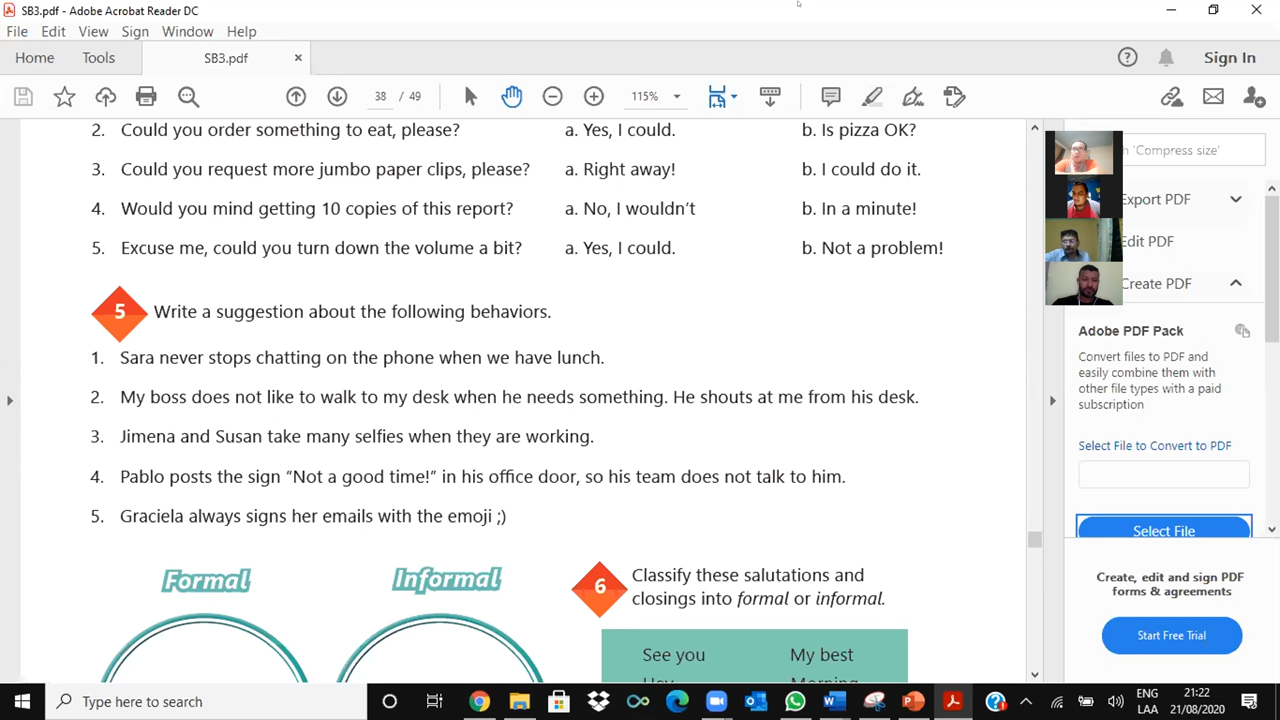 SB3.pdf - Adobe Acrobat Reader DC
File Edit View Sign Window Help
Home Tools SB3.pdf × Sign In
38 / 49 115%
2. Could you order something to eat, please? a. Yes, I could. b. Is pizza OK?
3. Could you request more jumbo paper clips, please? a. Right away! b. I could do it.
4. Would you mind getting 10 copies of this report? a. No, I wouldn't b. In a minute!
5. Excuse me, could you turn down the volume a bit? a. Yes, I could. b. Not a problem!
5 Write a suggestion about the following behaviors.
1. Sara never stops chatting on the phone when we have lunch.
2. My boss does not like to walk to my desk when he needs something. He shouts at me from his desk.
3. Jimena and Susan take many selfies when they are working.
4. Pablo posts the sign “Not a good time!” in his office door, so his team does not talk to him.
5. Graciela always signs her emails with the emoji ;)
Formal Informal
6 Classify these salutations and
closings into formal or informal.
See you My best
Hey Morning
'Compress size'
Export PDF
Edit PDF
Create PDF
Adobe PDF Pack
Convert files to PDF and
easily combine them with
other file types with a paid
subscription
Select File to Convert to PDF
Select File
Create, edit and sign PDF
forms & agreements
Start Free Trial
Type here to search
ENG 21:22
LAA 21/08/2020